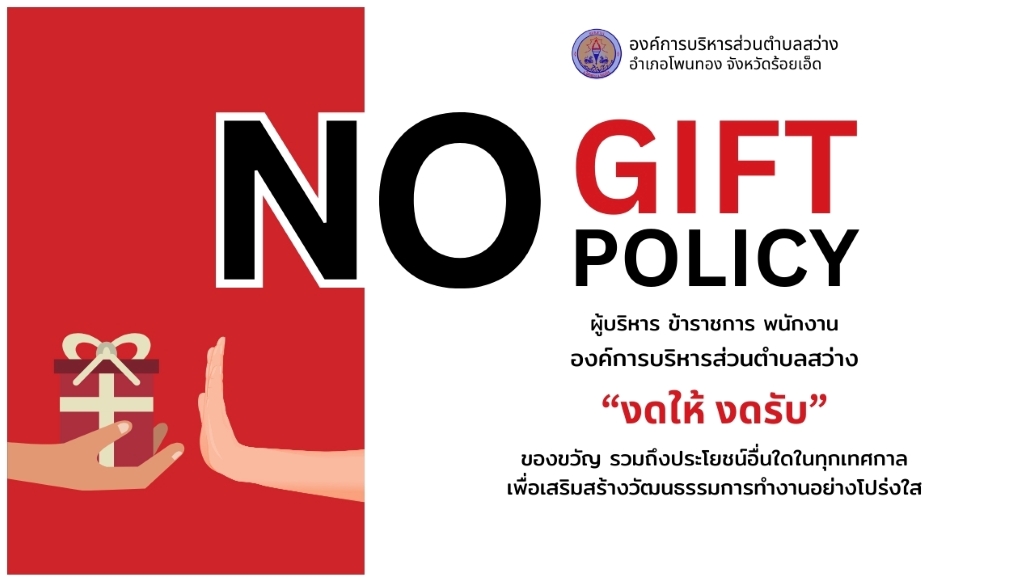 องค์การบริหารส่วนตำบลสว่าง
อำเภอโพนทอง จังหวัดร้อยเอ็ด
NO GIFT
POLICY
ผู้บริหาร ข้าราชการ พนักงาน
องค์การบริหารส่วนตำบลสว่าง
“งดให้ งดรับ”
ของขวัญ รวมถึงประโยชน์อื่นใดในทุกเทศกาล
เพื่อเสริมสร้างวัฒนธรรมการทำงานอย่างโปร่งใส